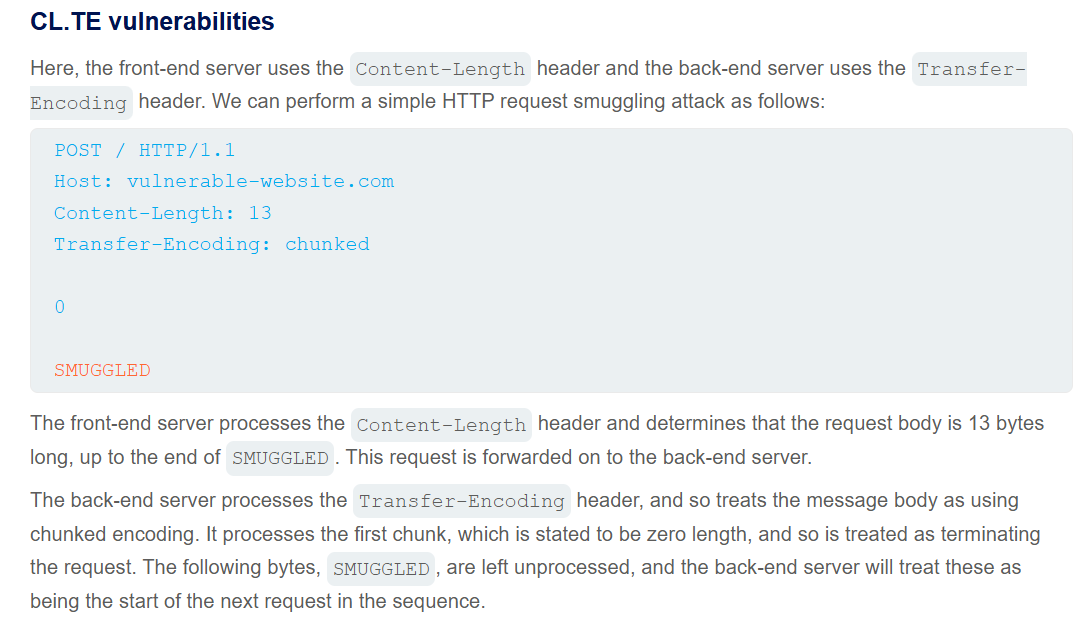 CL.TE vulnerabilities
Here, the front-end server uses the Content-Length header and the back-end server uses the Transfer-
Encoding header. We can perform a simple HTTP request smuggling attack as follows:
POST / HTTP/1.1
Host: vulnerable-website.com
Content-Length: 13
Transfer-Encoding: chunked
0
SMUGGLED
The front-end server processes the Content-Length header and determines that the request body is 13 bytes
long, up to the end of SMUGGLED. This request is forwarded on to the back-end server.
The back-end server processes the Transfer-Encoding header, and so treats the message body as using
chunked encoding. It processes the first chunk, which is stated to be zero length, and so is treated as terminating
the request. The following bytes, SMUGGLED, are left unprocessed, and the back-end server will treat these as
being the start of the next request in the sequence.